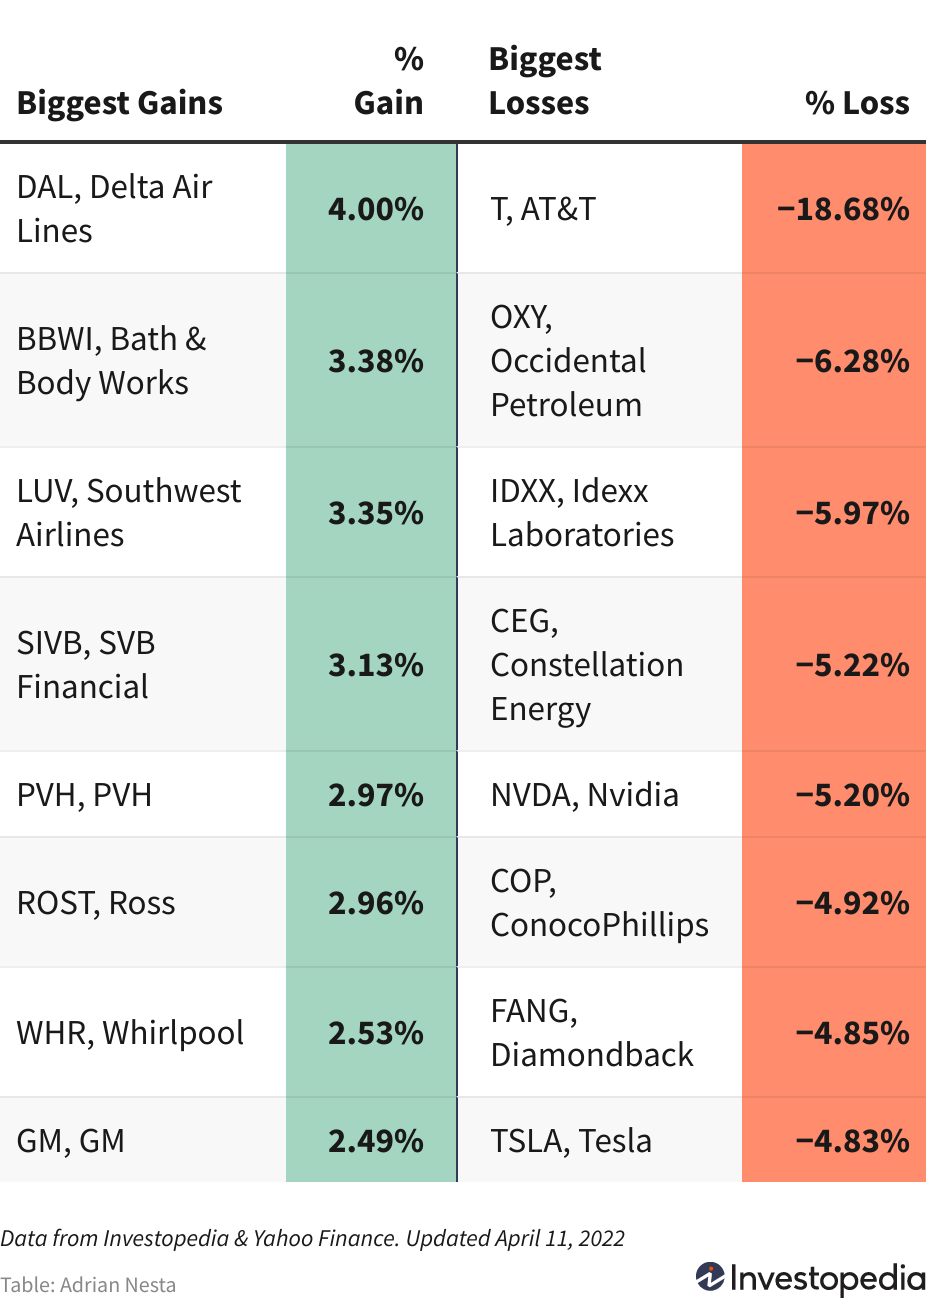 Biggest Gains % Gain Biggest Losses % Loss
DAL, Delta Air Lines 4.00% T, AT&T −18.68%
BBWI, Bath & Body Works 3.38% OXY, Occidental Petroleum −6.28%
LUV, Southwest Airlines 3.35% IDXX, Idexx Laboratories −5.97%
SIVB, SVB Financial 3.13% CEG, Constellation Energy −5.22%
PVH, PVH 2.97% NVDA, Nvidia −5.20%
ROST, Ross 2.96% COP, ConocoPhillips −4.92%
WHR, Whirlpool 2.53% FANG, Diamondback −4.85%
GM, GM 2.49% TSLA, Tesla −4.83%
Data from Investopedia & Yahoo Finance. Updated April 11, 2022
Table: Adrian Nesta
Investopedia